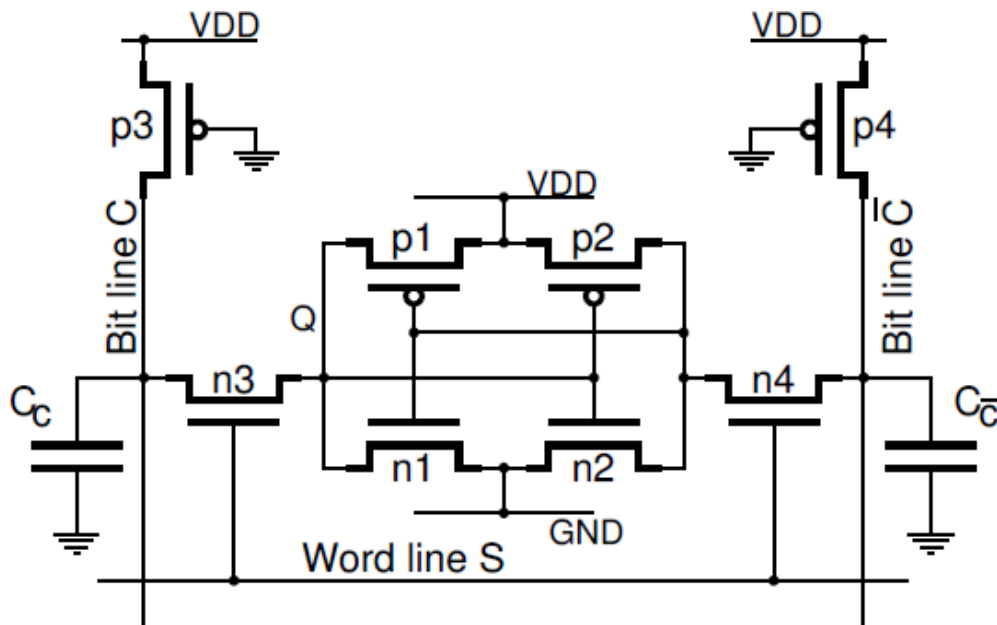 VDD
VDD
p3
p4
VDD
Bit line C
p1
p2
Bit line C̅
Q
n3
n4
C_C
C_C̅
n1
n2
GND
Word line S